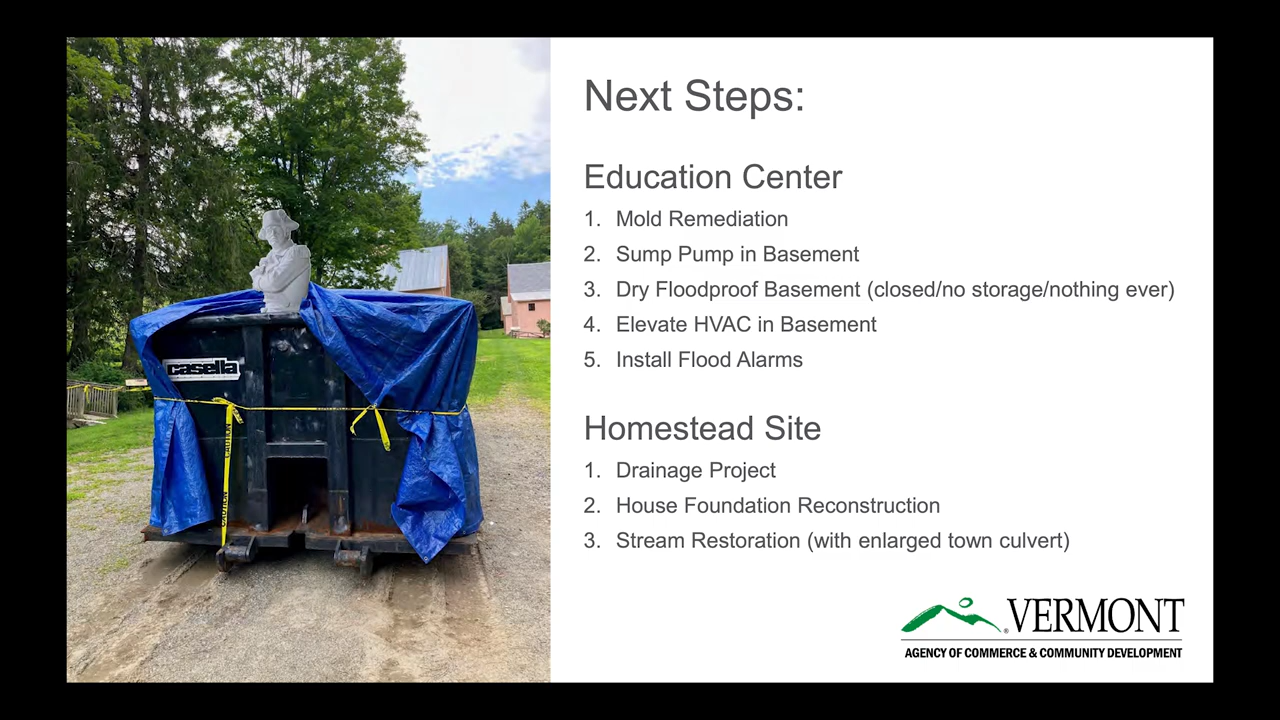 Next Steps:
Education Center
1. Mold Remediation
2. Sump Pump in Basement
3. Dry Floodproof Basement (closed/no storage/nothing ever)
4. Elevate HVAC in Basement
5. Install Flood Alarms
Homestead Site
1. Drainage Project
2. House Foundation Reconstruction
3. Stream Restoration (with enlarged town culvert)
casella
CAUTION
CAUTION
VERMONT
AGENCY OF COMMERCE & COMMUNITY DEVELOPMENT